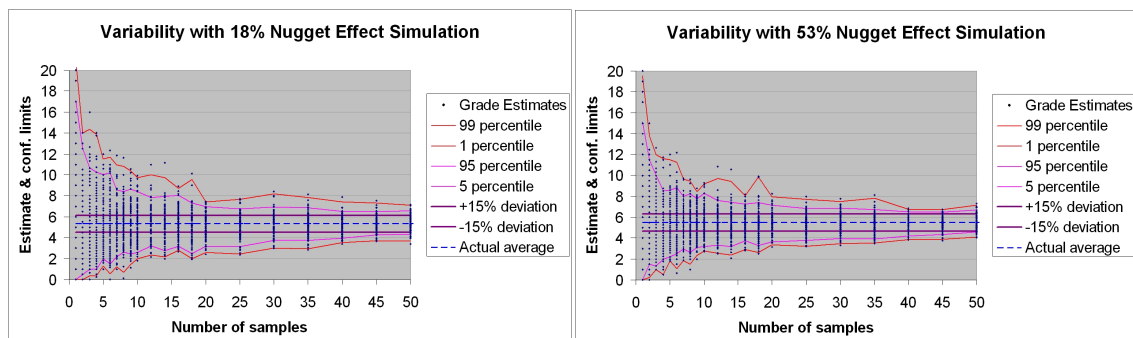 Variability with 18% Nugget Effect Simulation
Estimate & conf. limits
20
18
16
14
12
10
8
6
4
2
0
0 5 10 15 20 25 30 35 40 45 50
Number of samples
Grade Estimates
99 percentile
1 percentile
95 percentile
5 percentile
+15% deviation
-15% deviation
Actual average
Variability with 53% Nugget Effect Simulation
Estimate & conf. limits
20
18
16
14
12
10
8
6
4
2
0
0 5 10 15 20 25 30 35 40 45 50
Number of samples
Grade Estimates
99 percentile
1 percentile
95 percentile
5 percentile
+15% deviation
-15% deviation
Actual average